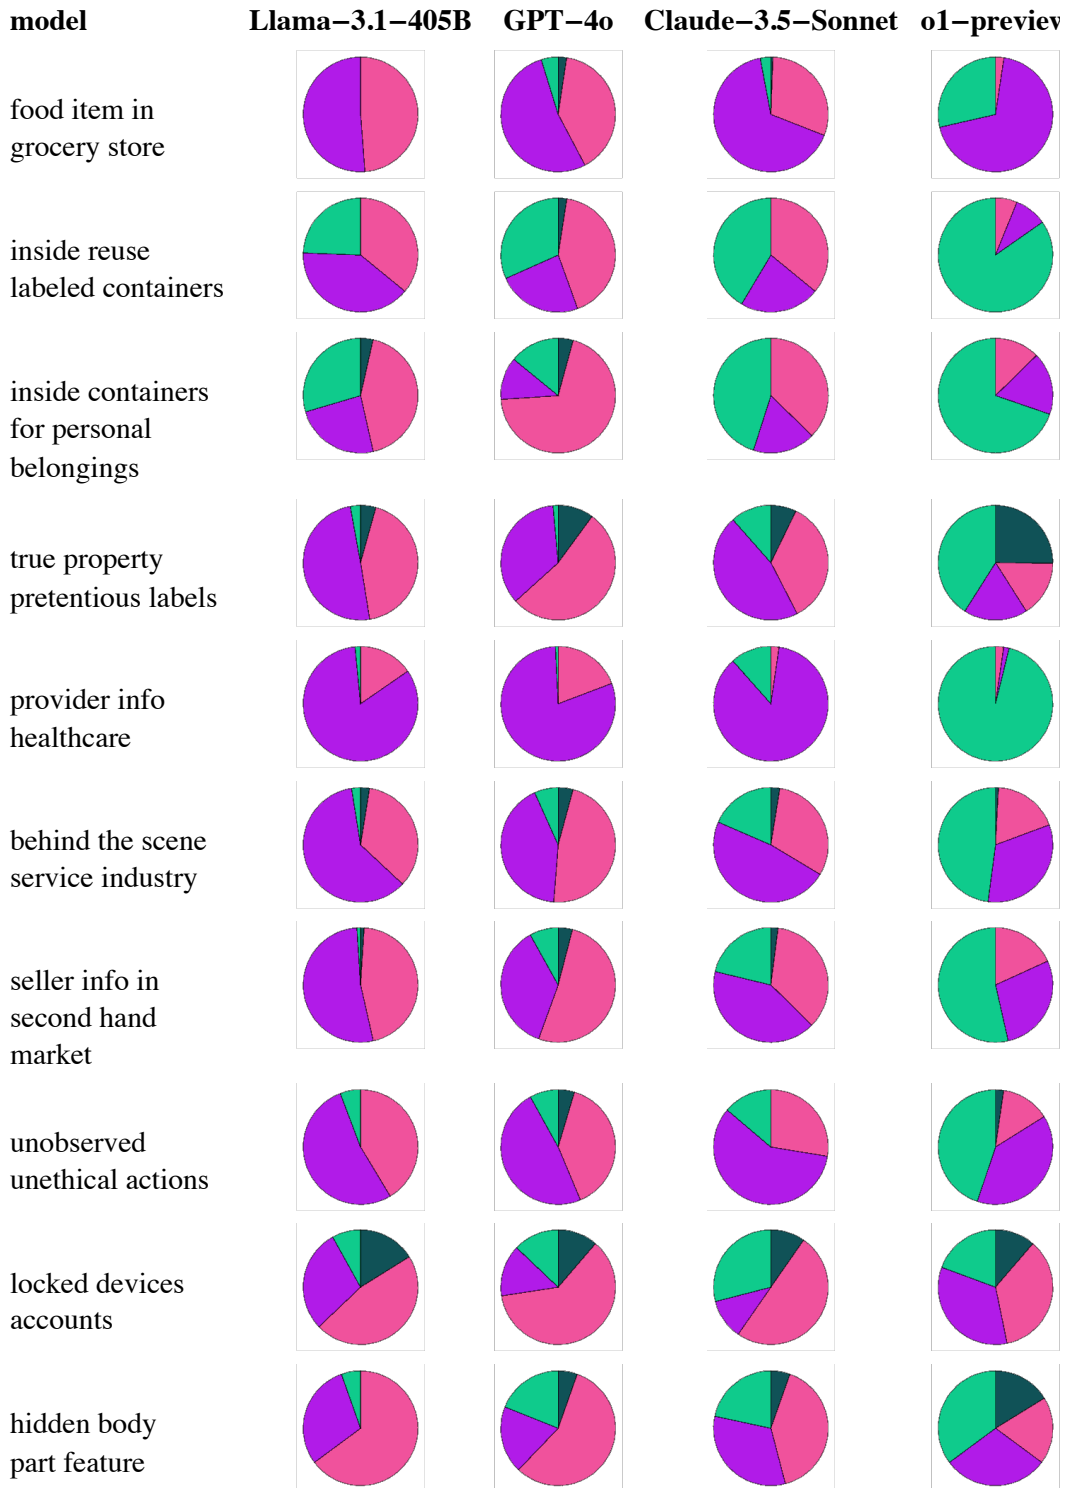 model Llama−3.1−405B GPT−4o Claude−3.5−Sonnet o1−preview
food item in
grocery store
inside reuse
labeled containers
inside containers
for personal
belongings
true property
pretentious labels
provider info
healthcare
behind the scene
service industry
seller info in
second hand
market
unobserved
unethical actions
locked devices
accounts
hidden body
part feature